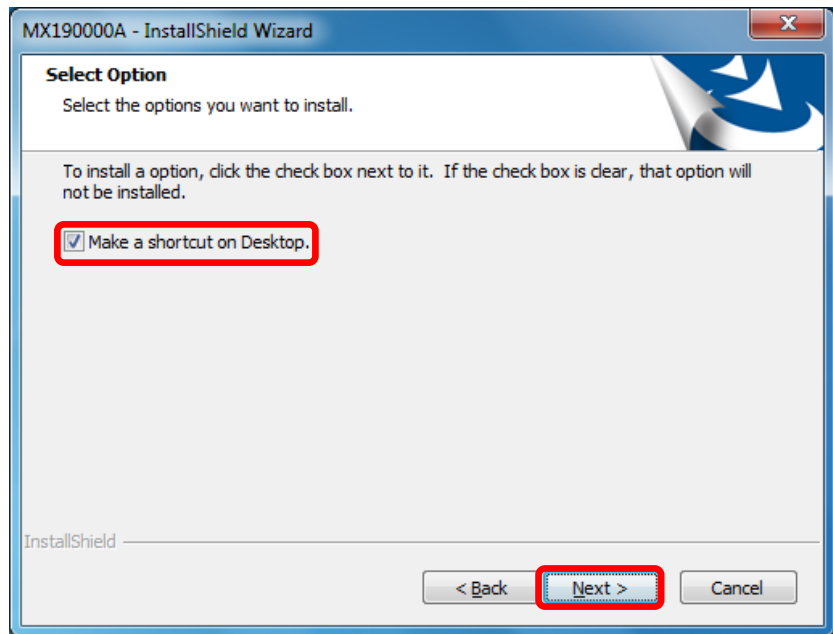 MX190000A - InstallShield Wizard
X
Select Option
Select the options you want to install.
To install a option, click the check box next to it. If the check box is clear, that option will
not be installed.
Make a shortcut on Desktop.
InstallShield
< Back Next > Cancel